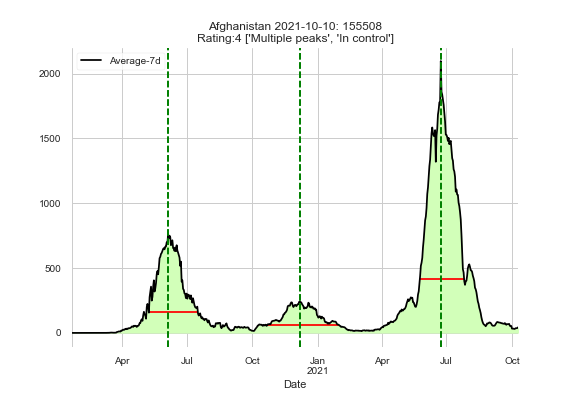 Afghanistan 2021-10-10: 155508
Rating:4 ['Multiple peaks', 'In control']
Average-7d
2000
1500
1000
500
0
Apr Jul Oct Jan Apr Jul Oct
2021
Date